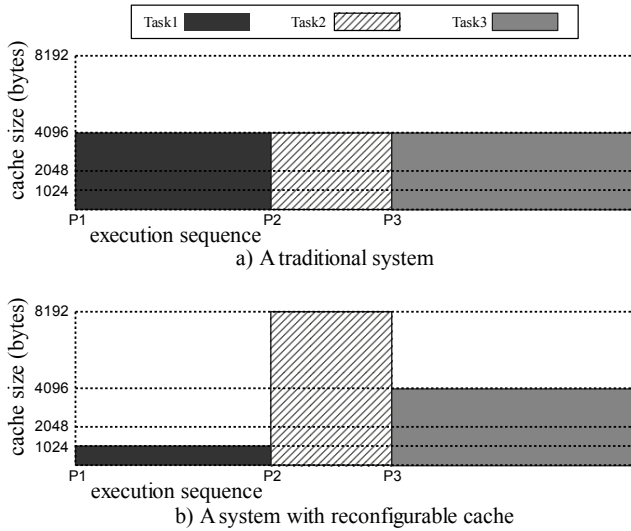 Task1 Task2 Task3
cache size (bytes)
8192
4096
2048
1024
P1 P2 P3
execution sequence
a) A traditional system
cache size (bytes)
8192
4096
2048
1024
P1 P2 P3
execution sequence
b) A system with reconfigurable cache